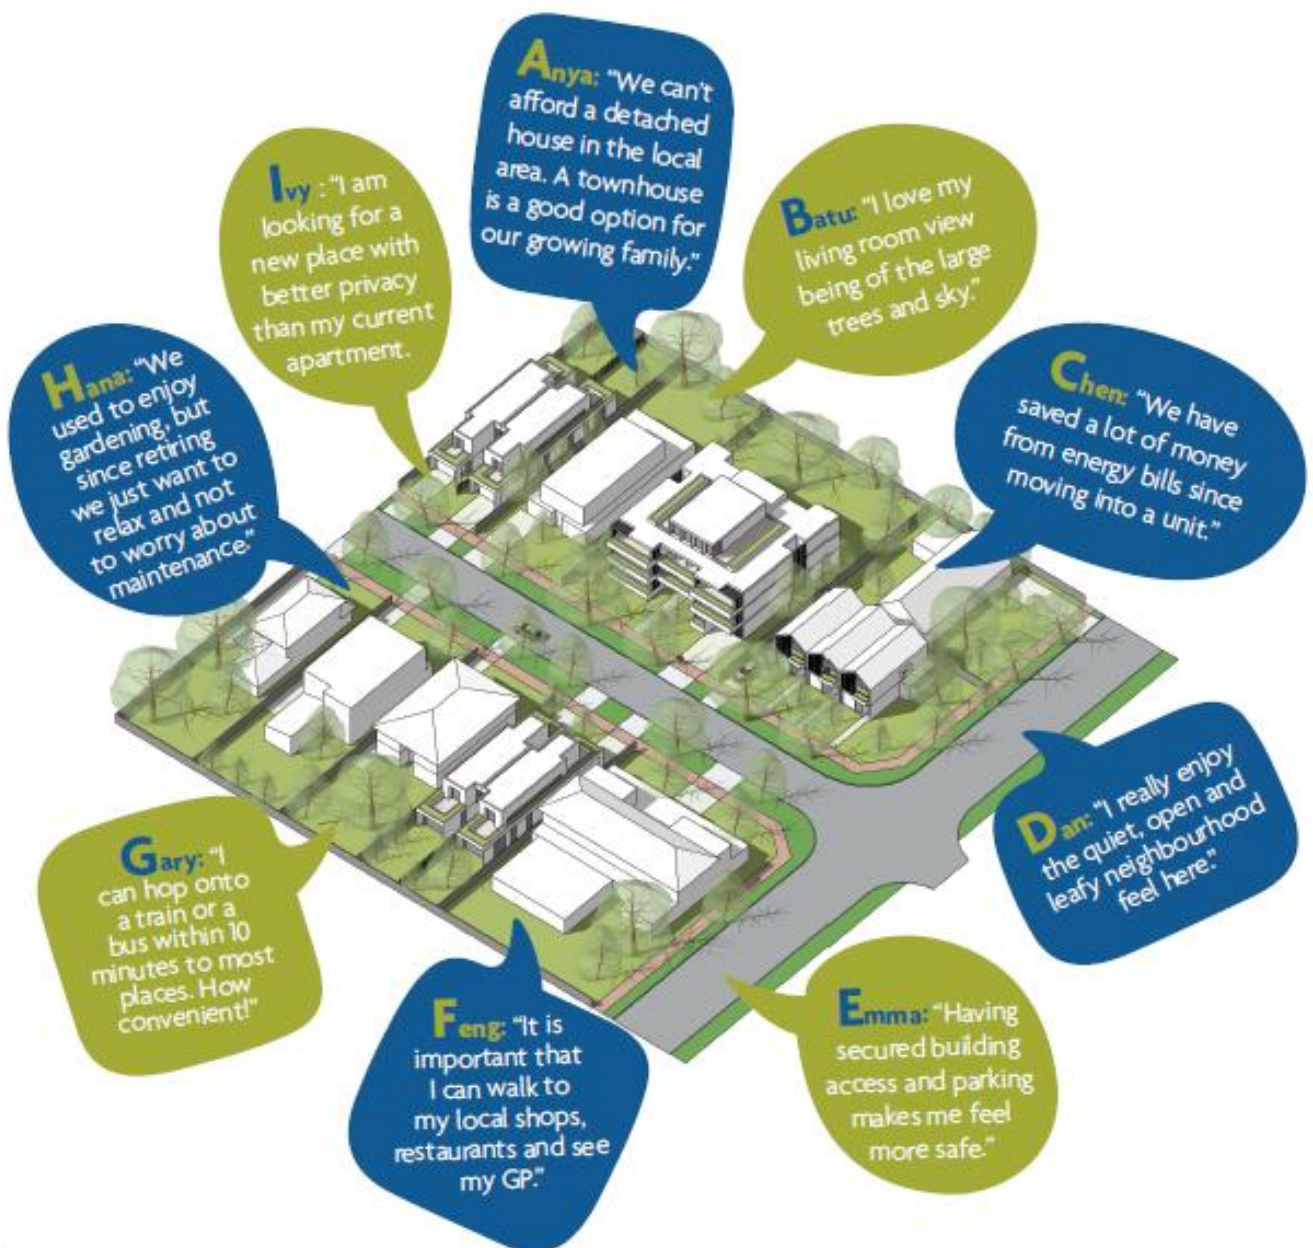 Anya: "We can't
afford a detached
house in the local
area. A townhouse
is a good option for
our growing family."
Batu: "I love my
living room view
being of the large
trees and sky."
Chen: "We have
saved a lot of money
from energy bills since
moving into a unit."
Dan: "I really enjoy
the quiet, open and
leafy neighbourhood
feel here."
Emma: "Having
secured building
access and parking
makes me feel
more safe."
Feng: "It is
important that
I can walk to
my local shops,
restaurants and see
my GP."
Gary: "I
can hop onto
a train or a
bus within 10
minutes to most
places. How
convenient!"
Hana: "We
used to enjoy
gardening, but
since retiring
we just want to
relax and not
to worry about
maintenance."
Ivy : "I am
looking for a
new place with
better privacy
than my current
apartment.